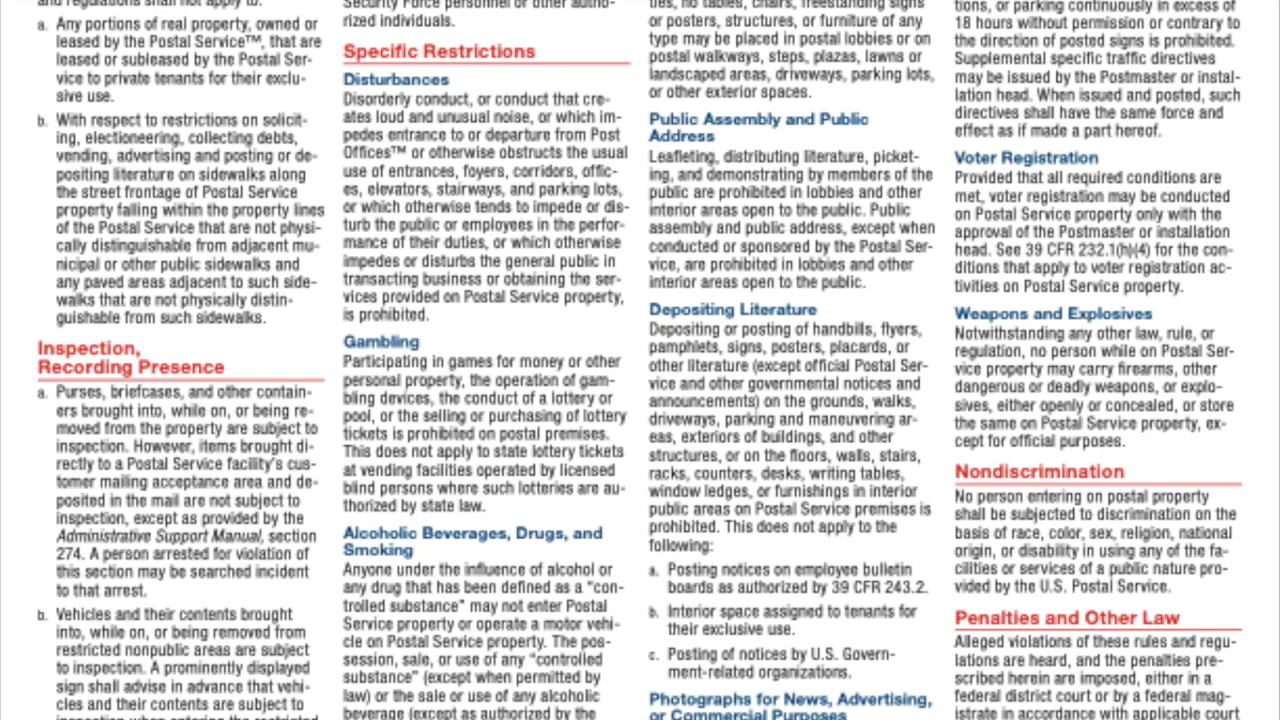 and regulations shall not apply to:
a. Any portions of real property, owned or
leased by the Postal Service™, that are
leased or subleased by the Postal Ser-
vice to private tenants for their exclu-
sive use.
b. With respect to restrictions on solicit-
ing, electioneering, collecting debts,
vending, advertising and posting or de-
positing literature on sidewalks along
the street frontage of Postal Service
property falling within the property lines
of the Postal Service that are not physi-
cally distinguishable from adjacent mu-
nicipal or other public sidewalks and
any paved areas adjacent to such side-
walks that are not physically distin-
guishable from such sidewalks.
Inspection,
Recording Presence
a. Purses, briefcases, and other contain-
ers brought into, while on, or being re-
moved from the property are subject to
inspection. However, items brought di-
rectly to a Postal Service facility's cus-
tomer mailing acceptance area and de-
posited in the mail are not subject to
inspection, except as provided by the
Administrative Support Manual, section
274. A person arrested for violation of
this section may be searched incident
to that arrest.
b. Vehicles and their contents brought
into, while on, or being removed from
restricted nonpublic areas are subject
to inspection. A prominently displayed
sign shall advise in advance that vehi-
cles and their contents are subject to
inspection when entering the restricted
Security Force personnel or other autho-
rized individuals.
Specific Restrictions
Disturbances
Disorderly conduct, or conduct that cre-
ates loud and unusual noise, or which im-
pedes entrance to or departure from Post
Offices™ or otherwise obstructs the usual
use of entrances, foyers, corridors, offic-
es, elevators, stairways, and parking lots,
or which otherwise tends to impede or dis-
turb the public or employees in the perfor-
mance of their duties, or which otherwise
impedes or disturbs the general public in
transacting business or obtaining the ser-
vices provided on Postal Service property,
is prohibited.
Gambling
Participating in games for money or other
personal property, the operation of gam-
bling devices, the conduct of a lottery or
pool, or the selling or purchasing of lottery
tickets is prohibited on postal premises.
This does not apply to state lottery tickets
at vending facilities operated by licensed
blind persons where such lotteries are au-
thorized by state law.
Alcoholic Beverages, Drugs, and
Smoking
Anyone under the influence of alcohol or
any drug that has been defined as a "con-
trolled substance" may not enter Postal
Service property or operate a motor vehi-
cle on Postal Service property. The pos-
session, sale, or use of any "controlled
substance" (except when permitted by
law) or the sale or use of any alcoholic
beverage (except as authorized by the
ties, no tables, chairs, freestanding signs
or posters, structures, or furniture of any
type may be placed in postal lobbies or on
postal walkways, steps, plazas, lawns or
landscaped areas, driveways, parking lots,
or other exterior spaces.
Public Assembly and Public
Address
Leafleting, distributing literature, picket-
ing, and demonstrating by members of the
public are prohibited in lobbies and other
interior areas open to the public. Public
assembly and public address, except when
conducted or sponsored by the Postal Ser-
vice, are prohibited in lobbies and other
interior areas open to the public.
Depositing Literature
Depositing or posting of handbills, flyers,
pamphlets, signs, posters, placards, or
other literature (except official Postal Ser-
vice and other governmental notices and
announcements) on the grounds, walks,
driveways, parking and maneuvering ar-
eas, exteriors of buildings, and other
structures, or on the floors, walls, stairs,
racks, counters, desks, writing tables,
window ledges, or furnishings in interior
public areas on Postal Service premises is
prohibited. This does not apply to the
following:
a. Posting notices on employee bulletin
boards as authorized by 39 CFR 243.2.
b. Interior space assigned to tenants for
their exclusive use.
c. Posting of notices by U.S. Govern-
ment-related organizations.
Photographs for News, Advertising,
or Commercial Purposes
tions, or parking continuously in excess of
18 hours without permission or contrary to
the direction of posted signs is prohibited.
Supplemental specific traffic directives
may be issued by the Postmaster or instal-
lation head. When issued and posted, such
directives shall have the same force and
effect as if made a part hereof.
Voter Registration
Provided that all required conditions are
met, voter registration may be conducted
on Postal Service property only with the
approval of the Postmaster or installation
head. See 39 CFR 232.1(h)(4) for the con-
ditions that apply to voter registration ac-
tivities on Postal Service property.
Weapons and Explosives
Notwithstanding any other law, rule, or
regulation, no person while on Postal Ser-
vice property may carry firearms, other
dangerous or deadly weapons, or explo-
sives, either openly or concealed, or store
the same on Postal Service property, ex-
cept for official purposes.
Nondiscrimination
No person entering on postal property
shall be subjected to discrimination on the
basis of race, color, sex, religion, national
origin, or disability in using any of the fa-
cilities or services of a public nature pro-
vided by the U.S. Postal Service.
Penalties and Other Law
Alleged violations of these rules and regu-
lations are heard, and the penalties pre-
scribed herein are imposed, either in a
federal district court or by a federal mag-
istrate in accordance with applicable court